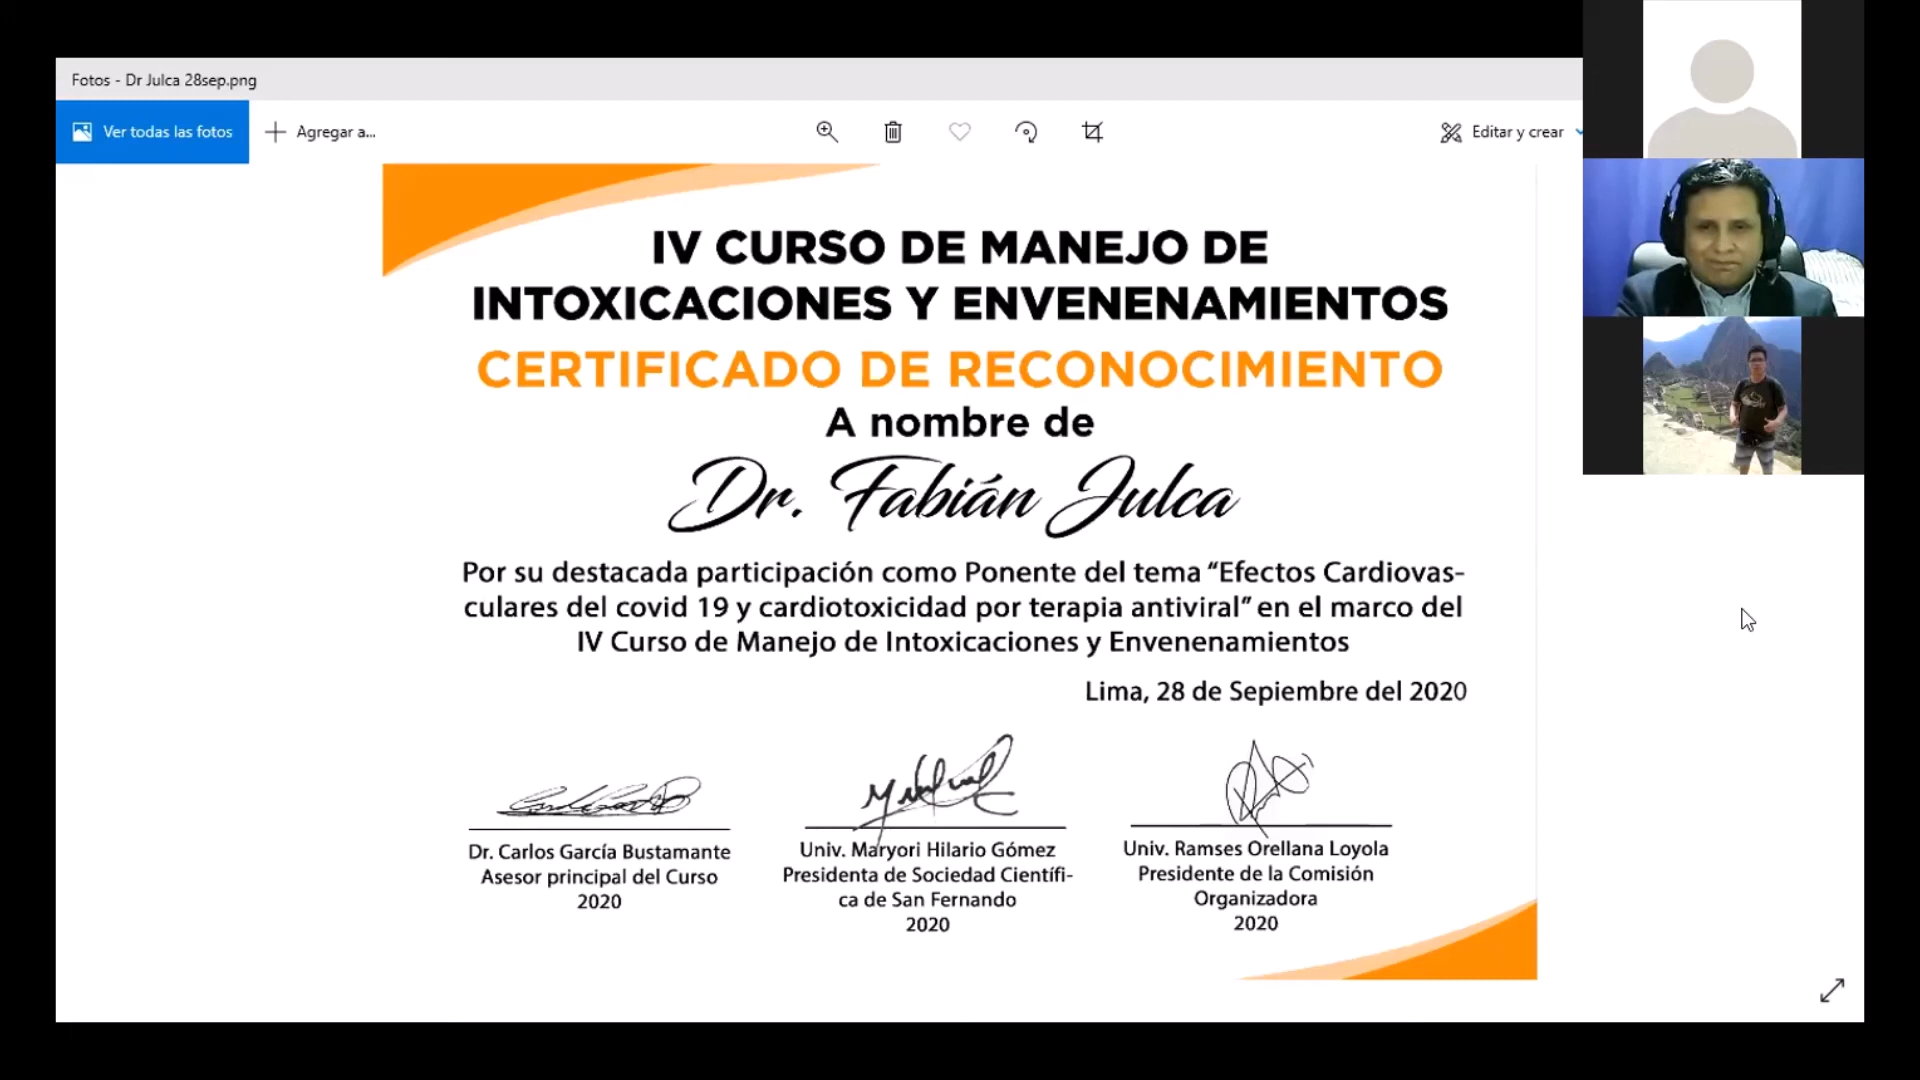 Fotos - Dr Julca 28sep.png
Ver todas las fotos
Agregar a...
Editar y crear
IV CURSO DE MANEJO DE
INTOXICACIONES Y ENVENENAMIENTOS
CERTIFICADO DE RECONOCIMIENTO
A nombre de
Dr. Fabián Julca
Por su destacada participación como Ponente del tema “Efectos Cardiovas-
culares del covid 19 y cardiotoxicidad por terapia antiviral” en el marco del
IV Curso de Manejo de Intoxicaciones y Envenenamientos
Lima, 28 de Sepiembre del 2020
Dr. Carlos García Bustamante
Asesor principal del Curso
2020
Univ. Maryori Hilario Gómez
Presidenta de Sociedad Científi-
ca de San Fernando
2020
Univ. Ramses Orellana Loyola
Presidente de la Comisión
Organizadora
2020